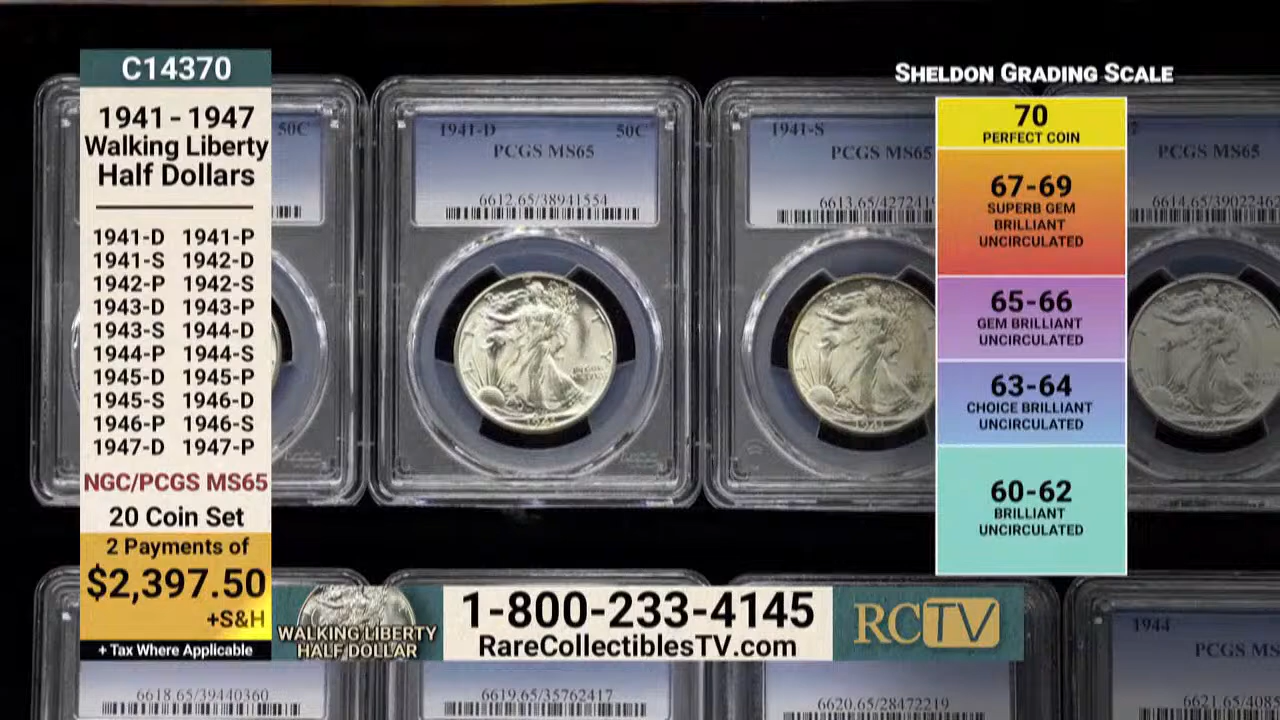 C14370
1941 - 1947
Walking Liberty
Half Dollars
1941-D 1941-P
1941-S 1942-D
1942-P 1942-S
1943-D 1943-P
1943-S 1944-D
1944-P 1944-S
1945-D 1945-P
1945-S 1946-D
1946-P 1946-S
1947-D 1947-P
NGC/PCGS MS65
20 Coin Set
2 Payments of
$2,397.50
+S&H
+ Tax Where Applicable
50C
1941-D 50C
PCGS MS65
6612.65/38941554
1941-S
PCGS MS65
PCGS MS65
SHELDON GRADING SCALE
70
PERFECT COIN
67-69
SUPERB GEM
BRILLIANT
UNCIRCULATED
65-66
GEM BRILLIANT
UNCIRCULATED
63-64
CHOICE BRILLIANT
UNCIRCULATED
60-62
BRILLIANT
UNCIRCULATED
WALKING LIBERTY
HALF DOLLAR
1-800-233-4145
RareCollectiblesTV.com
RCTV
6618.65/39440360
6619.65/35762417
6620.65/28472219
1944
PCGS MS